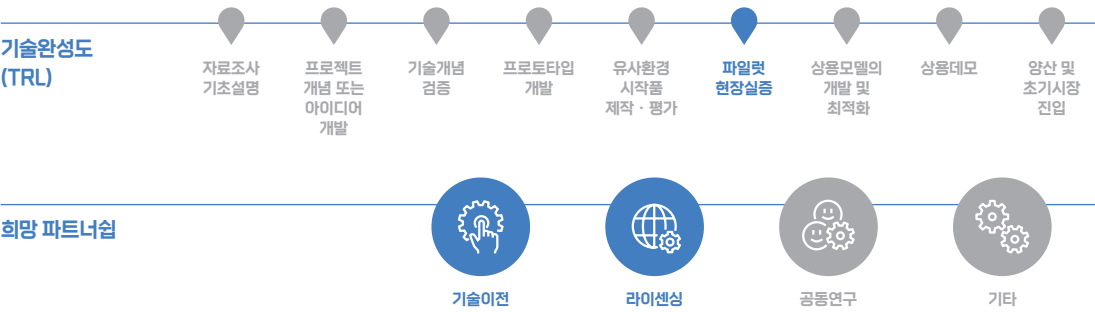 기술완성도
(TRL)
자료조사
기초설명
프로젝트
개념 또는
아이디어
개발
기술개념
검증
프로토타입
개발
유사환경
시작품
제작 · 평가
파일럿
현장실증
상용모델의
개발 및
최적화
상용데모
양산 및
초기시장
진입
희망 파트너쉽
기술이전
라이센싱
공동연구
기타